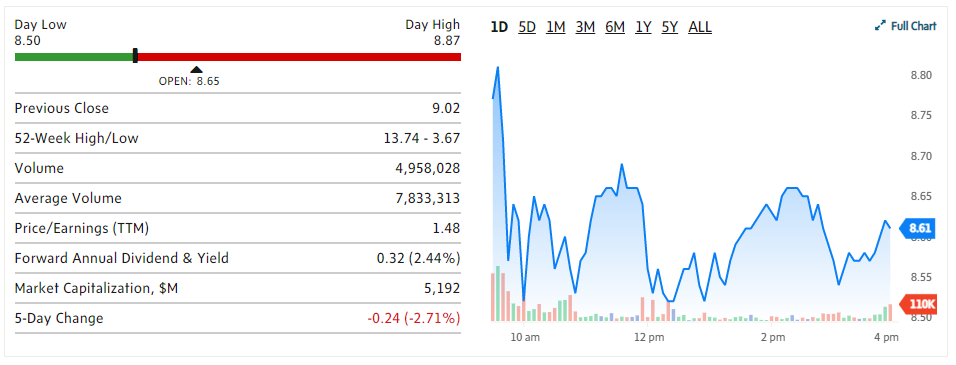 Day Low Day High
8.50 8.87
OPEN: 8.65
Previous Close 9.02
52-Week High/Low 13.74 - 3.67
Volume 4,958,028
Average Volume 7,833,313
Price/Earnings (TTM) 1.48
Forward Annual Dividend & Yield 0.32 (2.44%)
Market Capitalization, $M 5,192
5-Day Change -0.24 (-2.71%)
1D 5D 1M 3M 6M 1Y 5Y ALL Full Chart
8.80
8.75
8.70
8.65
8.61
8.60
8.55
110K
8.50
10 am 12 pm 2 pm 4 pm